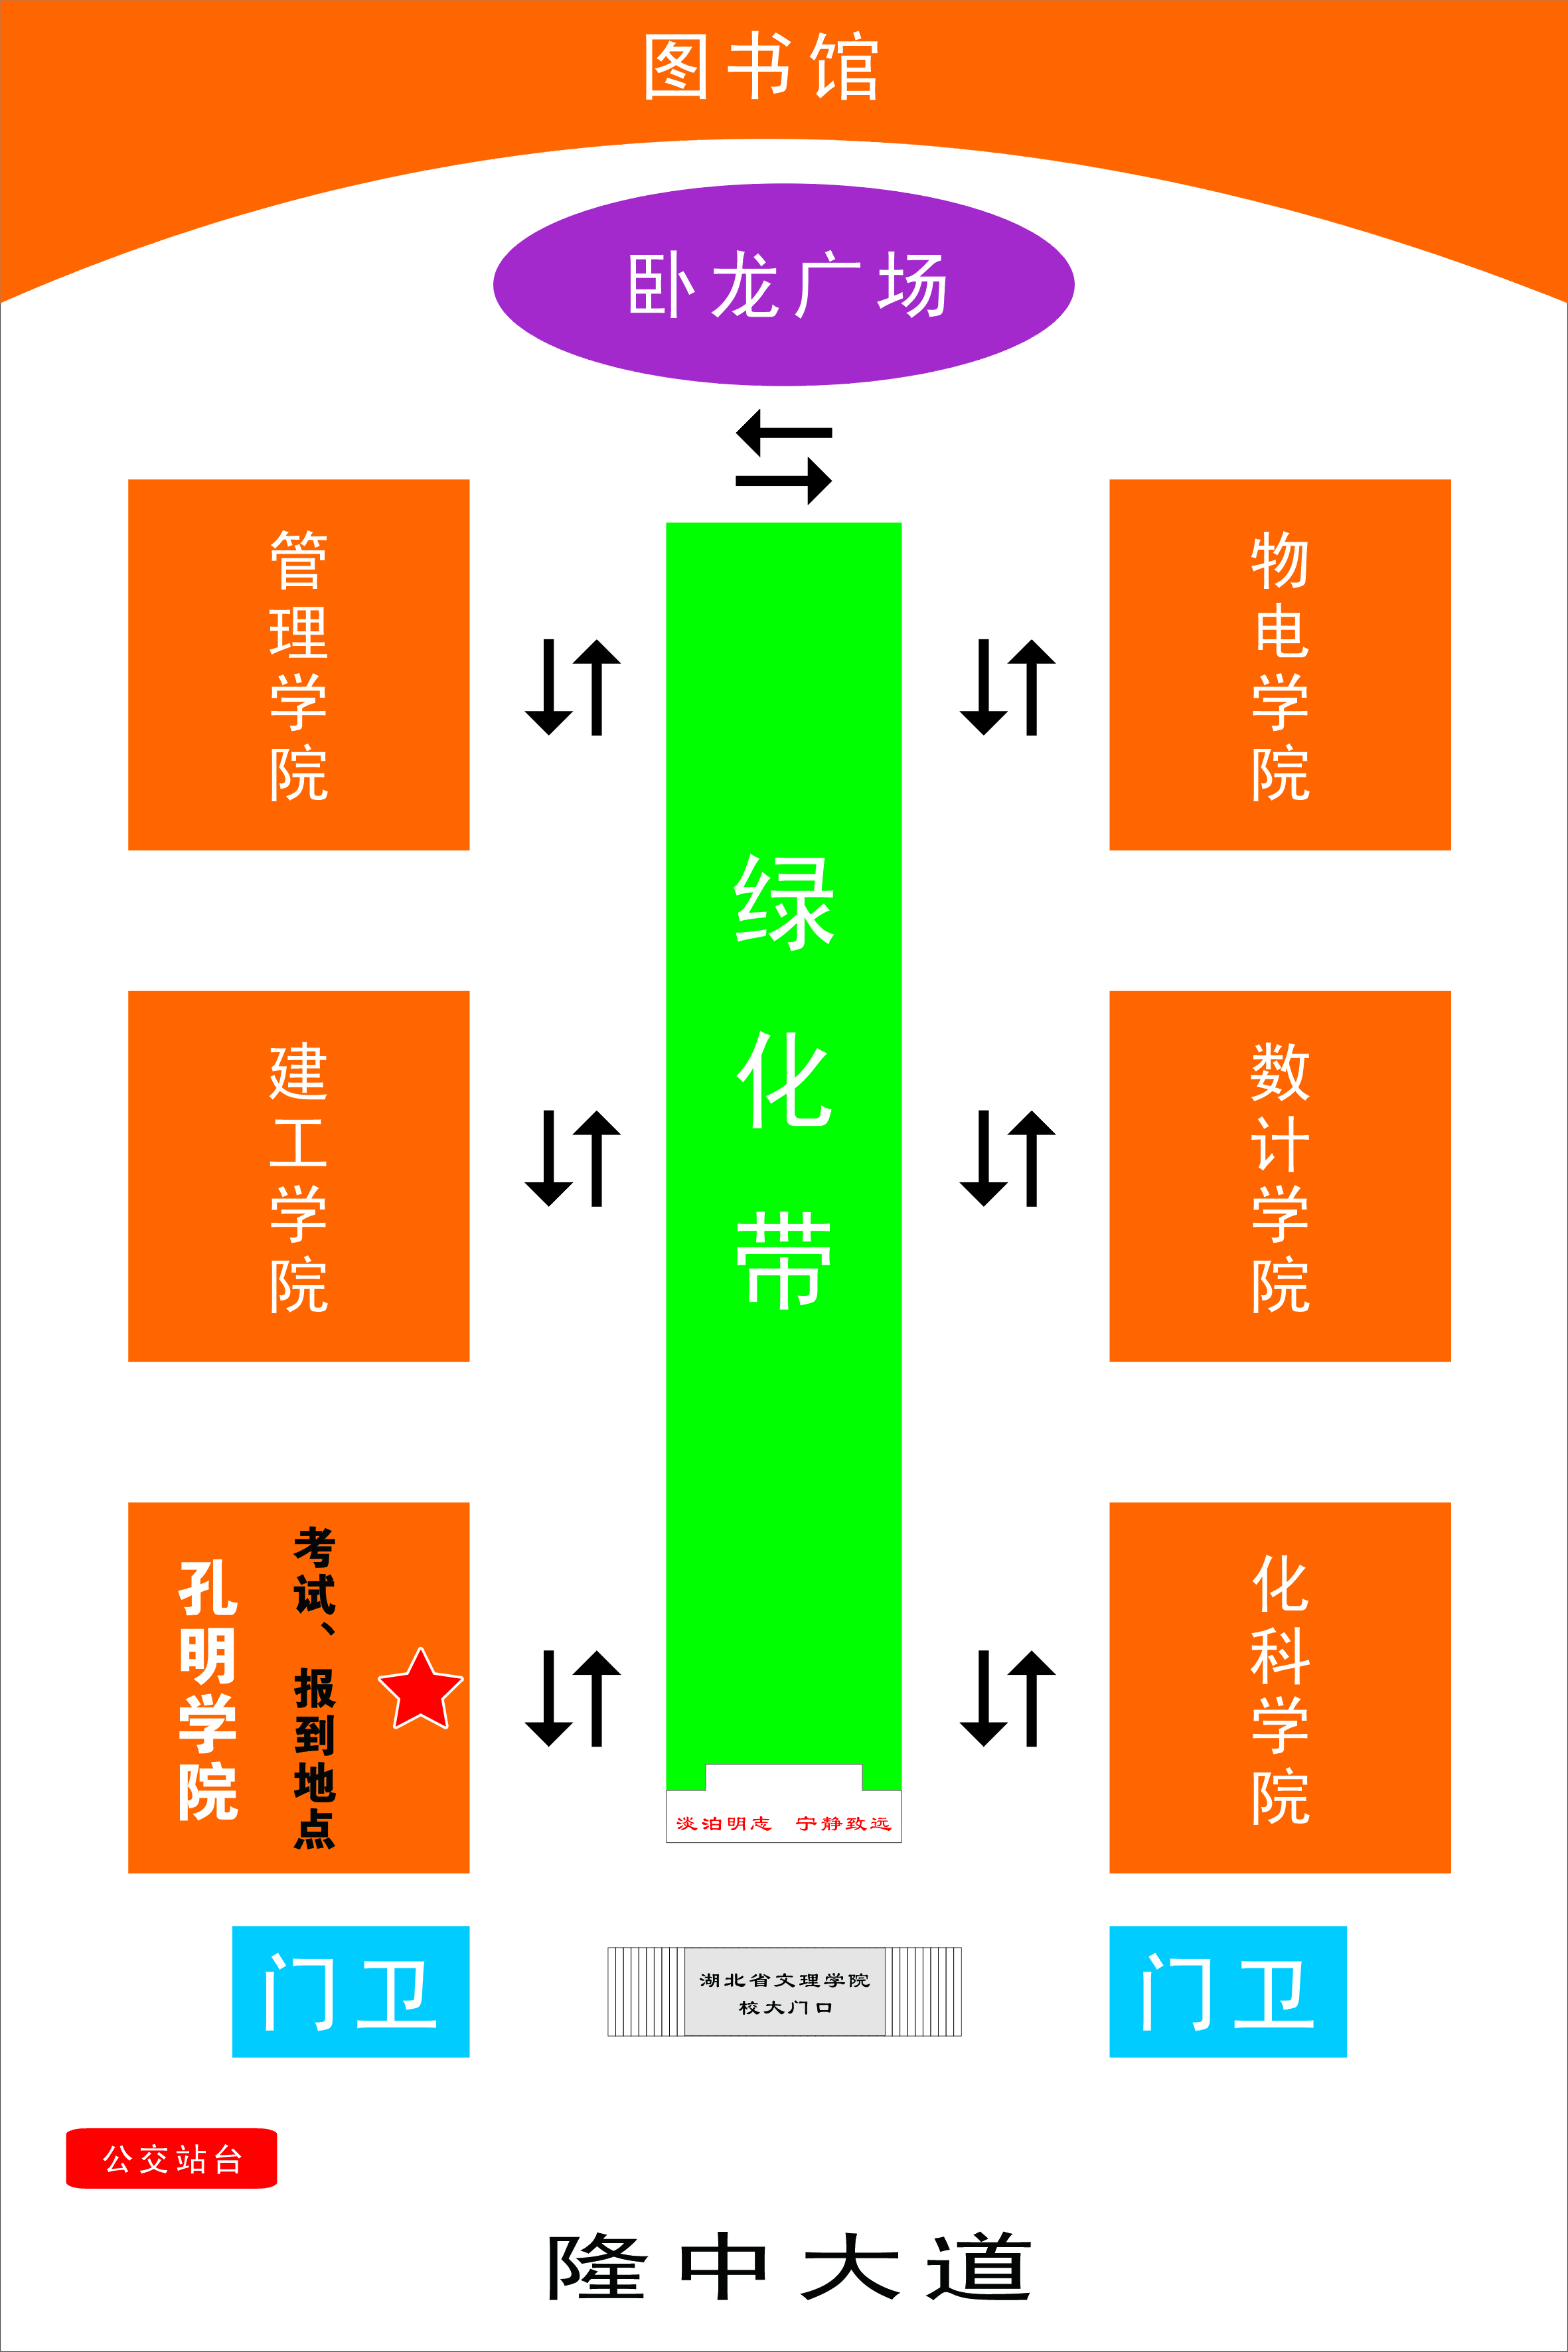 图书馆
卧龙广场
管理学院
物电学院
绿化带
建工学院
数计学院
孔明学院
考试、报到地点
化科学院
淡泊明志 宁静致远
门卫
湖北省文理学院
校大门口
门卫
公交站台
隆中大道